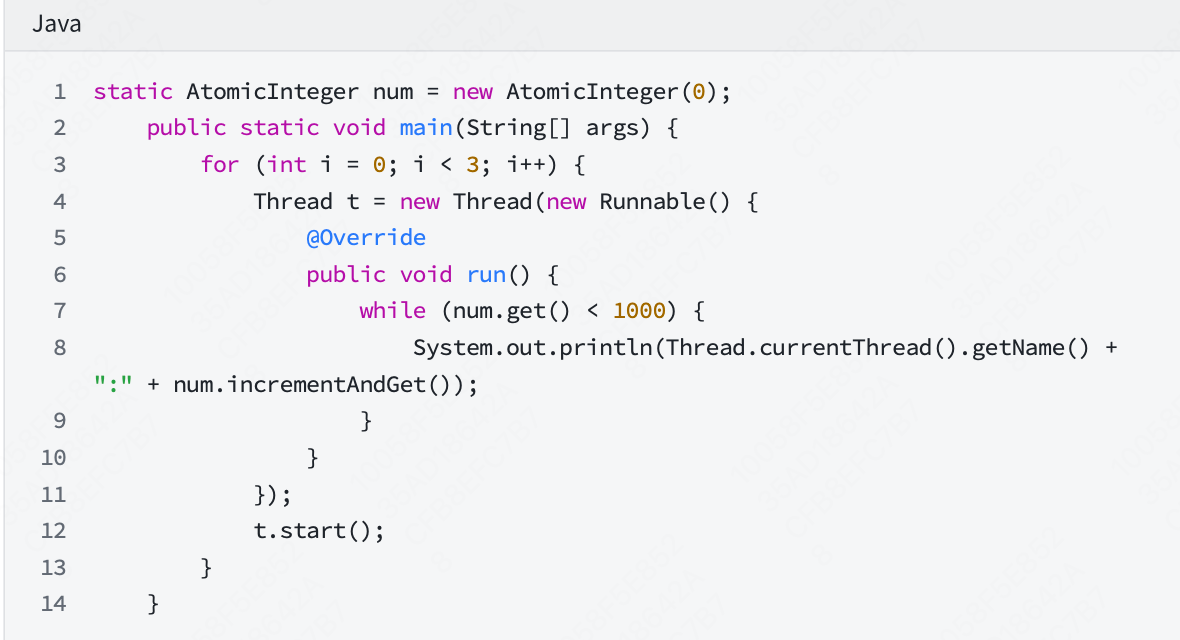 Java
1 static AtomicInteger num = new AtomicInteger(0);
2     public static void main(String[] args) {
3         for (int i = 0; i < 3; i++) {
4             Thread t = new Thread(new Runnable() {
5                 @Override
6                 public void run() {
7                     while (num.get() < 1000) {
8                         System.out.println(Thread.currentThread().getName() +
":" + num.incrementAndGet());
9                     }
10                 }
11             });
12             t.start();
13         }
14     }